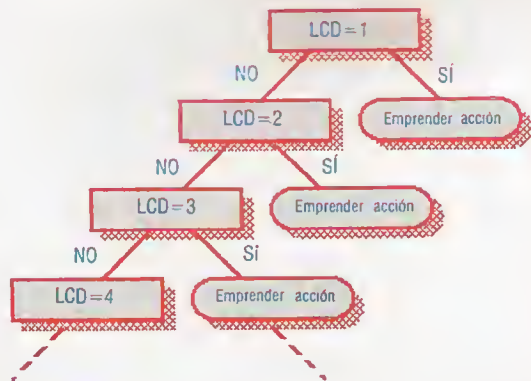 LCD=1
NO
SÍ
LCD=2
Emprender acción
NO
SÍ
LCD=3
Emprender acción
NO
SÍ
LCD=4
Emprender acción